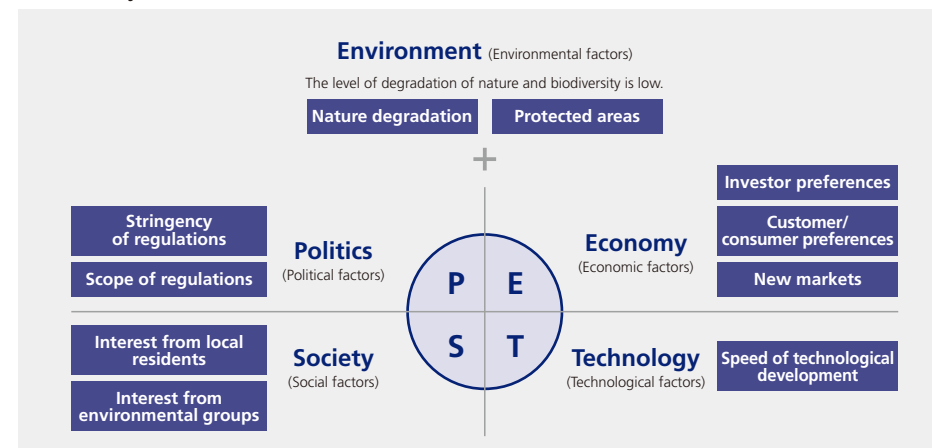 Environment (Environmental factors)
The level of degradation of nature and biodiversity is low.
Nature degradation
Protected areas
+
Stringency
of regulations
Scope of regulations
Politics
(Political factors)
P
E
Economy
(Economic factors)
Investor preferences
Customer/
consumer preferences
New markets
Interest from local
residents
Interest from
environmental groups
Society
(Social factors)
S
T
Technology
(Technological factors)
Speed of technological
development